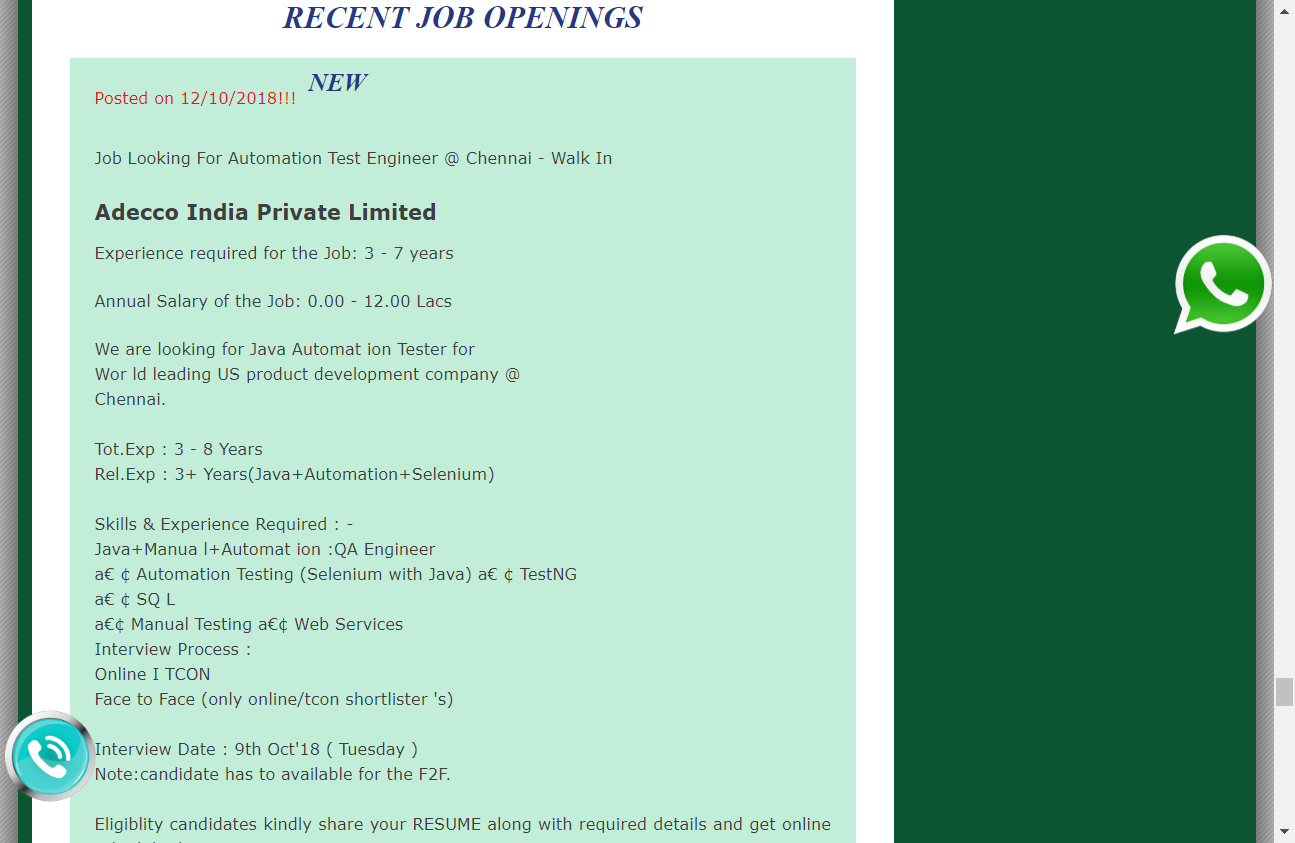 RECENT JOB OPENINGS
NEW
Posted on 12/10/2018!!!
Job Looking For Automation Test Engineer @ Chennai - Walk In
Adecco India Private Limited
Experience required for the Job: 3 - 7 years
Annual Salary of the Job: 0.00 - 12.00 Lacs
We are looking for Java Automat ion Tester for
Wor ld leading US product development company @
Chennai.
Tot.Exp : 3 - 8 Years
Rel.Exp : 3+ Years(Java+Automation+Selenium)
Skills & Experience Required : -
Java+Manua l+Automat ion :QA Engineer
a€ ¢ Automation Testing (Selenium with Java) a€ ¢ TestNG
a€ ¢ SQ L
a€¢ Manual Testing a€¢ Web Services
Interview Process :
Online I TCON
Face to Face (only online/tcon shortlister 's)
Interview Date : 9th Oct'18 ( Tuesday )
Note:candidate has to available for the F2F.
Eligiblity candidates kindly share your RESUME along with required details and get online